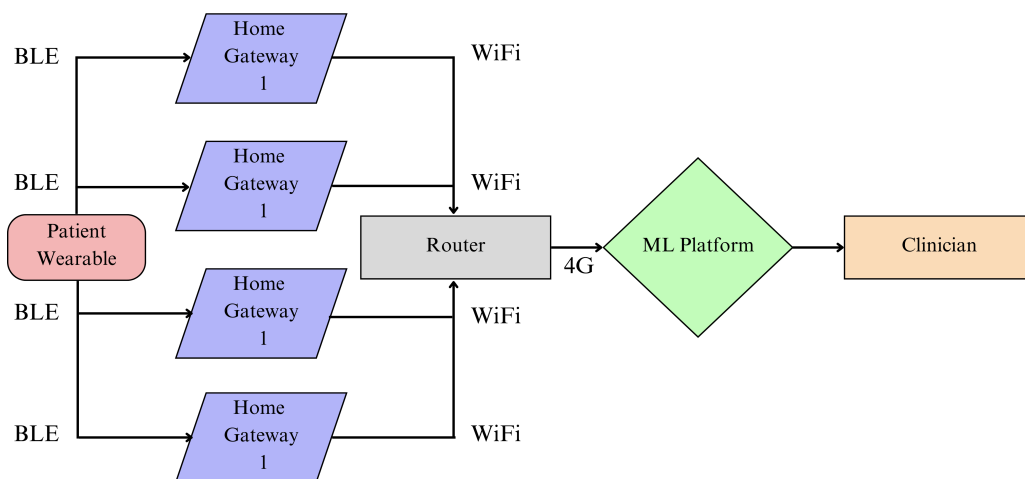 BLE
Home
Gateway
1
WiFi
BLE
Home
Gateway
1
WiFi
Patient
Wearable
Router
4G
ML Platform
Clinician
BLE
Home
Gateway
1
WiFi
BLE
Home
Gateway
1
WiFi